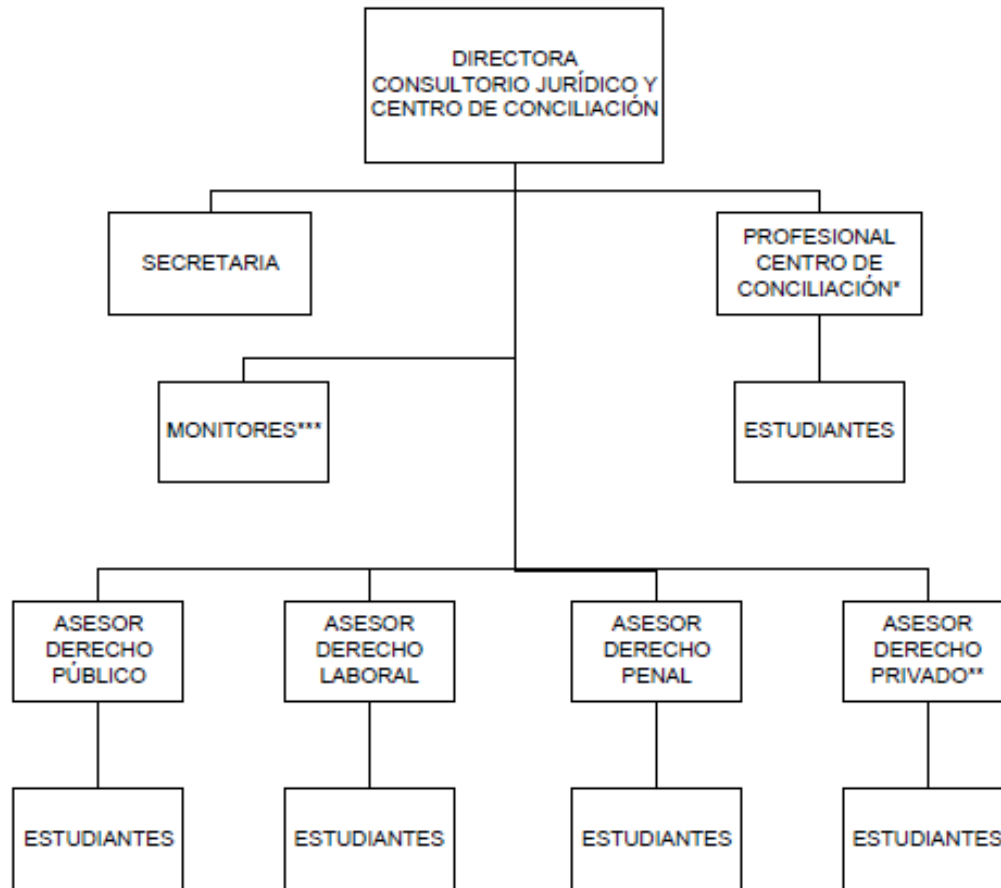 DIRECTORA
CONSULTORIO JURÍDICO Y
CENTRO DE CONCILIACIÓN
SECRETARIA
PROFESIONAL
CENTRO DE
CONCILIACIÓN*
MONITORES***
ESTUDIANTES
ASESOR
DERECHO
PÚBLICO
ASESOR
DERECHO
LABORAL
ASESOR
DERECHO
PENAL
ASESOR
DERECHO
PRIVADO**
ESTUDIANTES
ESTUDIANTES
ESTUDIANTES
ESTUDIANTES